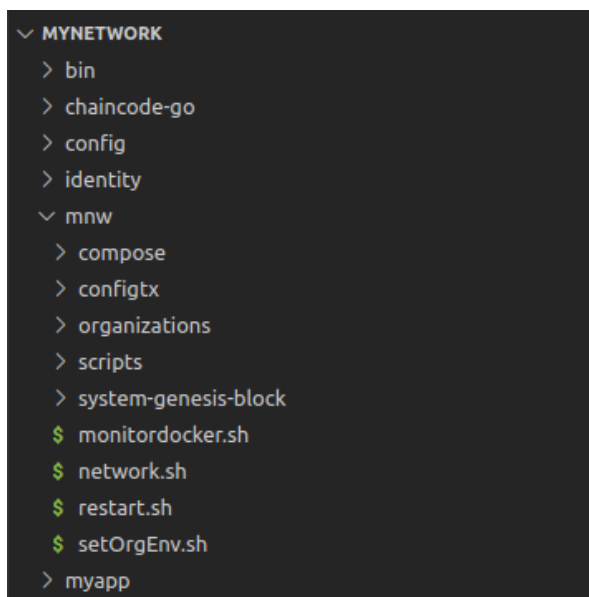 MYNETWORK
bin
chaincode-go
config
identity
mnw
compose
configtx
organizations
scripts
system-genesis-block
$ monitordocker.sh
$ network.sh
$ restart.sh
$ setOrgEnv.sh
myapp